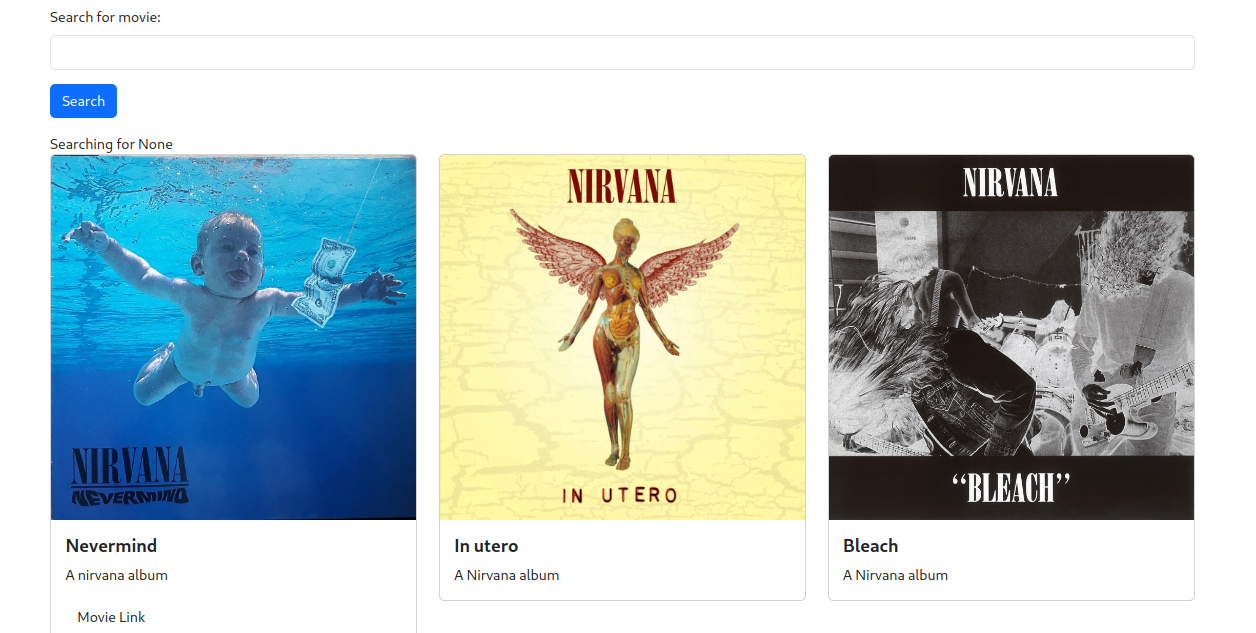 Search for movie:
Search
Searching for None
NIRVANA
NEVERMIND
NIRVANA
IN UTERO
NIRVANA
“BLEACH”
Nevermind
In utero
Bleach
A nirvana album
A Nirvana album
A Nirvana album
Movie Link